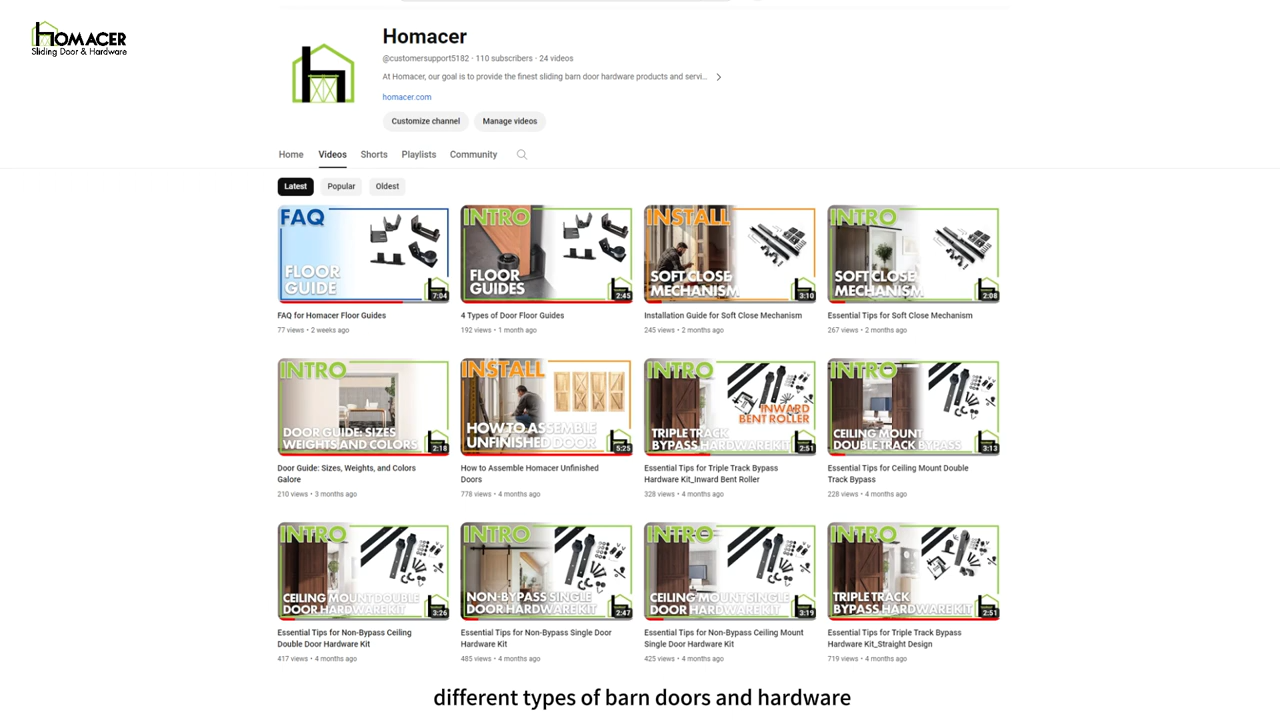 HOMACER
Sliding Door & Hardware
Homacer
@customersupport5182 · 110 subscribers · 24 videos
At Homacer, our goal is to provide the finest sliding barn door hardware products and servi...
homacer.com
Customize channel
Manage videos
Home
Videos
Shorts
Playlists
Community
Latest
Popular
Oldest
FAQ
FLOOR
GUIDE
7:04
INTRO
FLOOR
GUIDES
2:45
INSTALL
SOFT CLOSE
MECHANISM
3:10
INTRO
SOFT CLOSE
MECHANISM
2:08
FAQ for Homacer Floor Guides
77 views • 2 weeks ago
4 Types of Door Floor Guides
192 views • 1 month ago
Installation Guide for Soft Close Mechanism
245 views • 2 months ago
Essential Tips for Soft Close Mechanism
267 views • 2 months ago
INTRO
DOOR GUIDE: SIZES
WEIGHTS AND COLORS
2:18
INSTALL
HOW TO ASSEMBLE
UNFINISHED DOOR
5:25
INTRO
INWARD
BENT ROLLER
TRIPLE TRACK
BYPASS HARDWARE KIT
2:51
INTRO
CEILING MOUNT
DOUBLE TRACK BYPASS
3:13
Door Guide: Sizes, Weights, and Colors
Galore
210 views • 3 months ago
How to Assemble Homacer Unfinished
Doors
778 views • 4 months ago
Essential Tips for Triple Track Bypass
Hardware Kit_Inward Bent Roller
328 views • 4 months ago
Essential Tips for Ceiling Mount Double
Track Bypass
228 views • 4 months ago
INTRO
CEILING MOUNT DOUBLE
DOOR HARDWARE KIT
3:26
INTRO
NON-BYPASS SINGLE
DOOR HARDWARE KIT
2:47
INTRO
CEILING MOUNT SINGLE
DOOR HARDWARE KIT
3:19
INTRO
TRIPLE TRACK
BYPASS HARDWARE KIT
2:51
Essential Tips for Non-Bypass Ceiling
Double Door Hardware Kit
417 views • 4 months ago
Essential Tips for Non-Bypass Single Door
Hardware Kit
485 views • 4 months ago
Essential Tips for Non-Bypass Ceiling Mount
Single Door Hardware Kit
425 views • 4 months ago
Essential Tips for Triple Track Bypass
Hardware Kit_Straight Design
719 views • 4 months ago
different types of barn doors and hardware